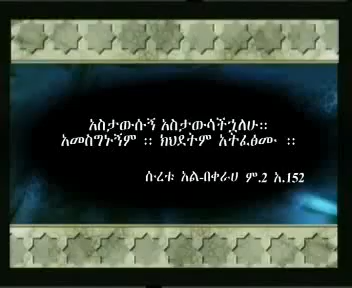 አስታውሱኝ አስታውሳችኋለሁ፡፡
አመስግኑኝም ፡፡ ክህደትም አትፈፅሙ ፡፡
ሱረቱ አል-በቀራህ ም.2 አ.152